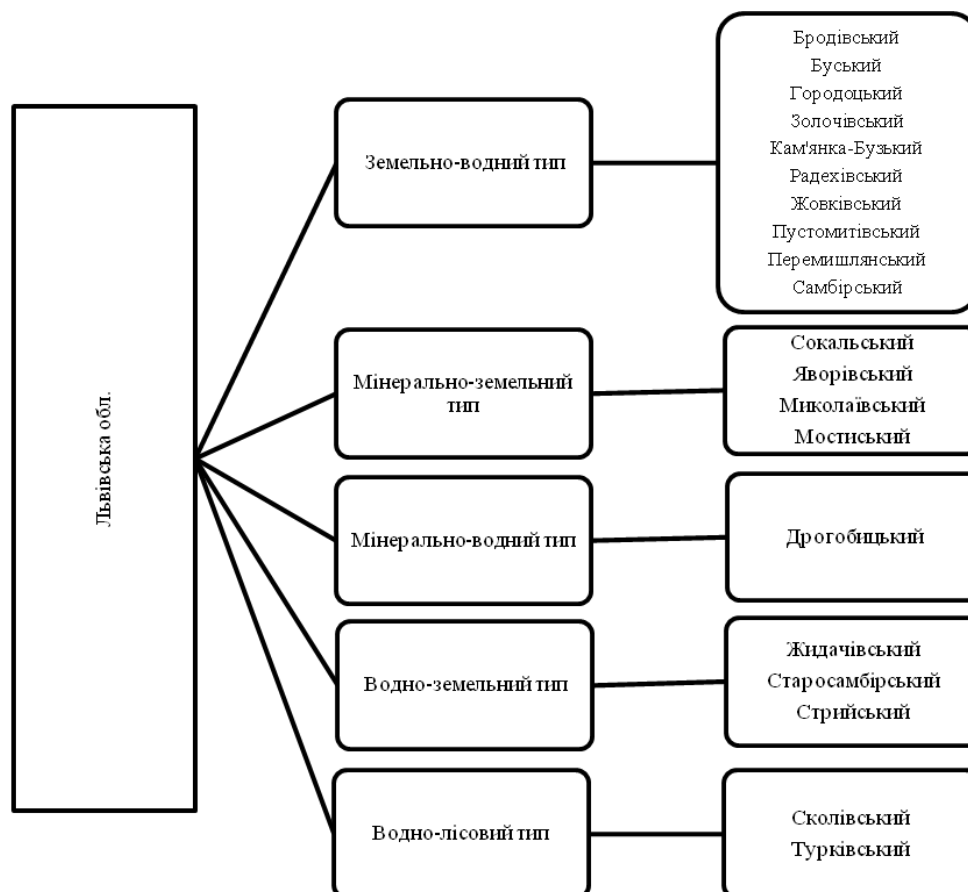 Львівська обл.
Земельно-водний тип
Бродівський
Буський
Городоцький
Золочівський
Кам'янка-Бузький
Радехівський
Жовківський
Пустомитівський
Перемишлянський
Самбірський
Мінерально-земельний
тип
Сокальський
Яворівський
Миколаївський
Мостиський
Мінерально-водний тип
Дрогобицький
Водно-земельний тип
Жидачівський
Старосамбірський
Стрийський
Водно-лісовий тип
Сколівський
Турківський